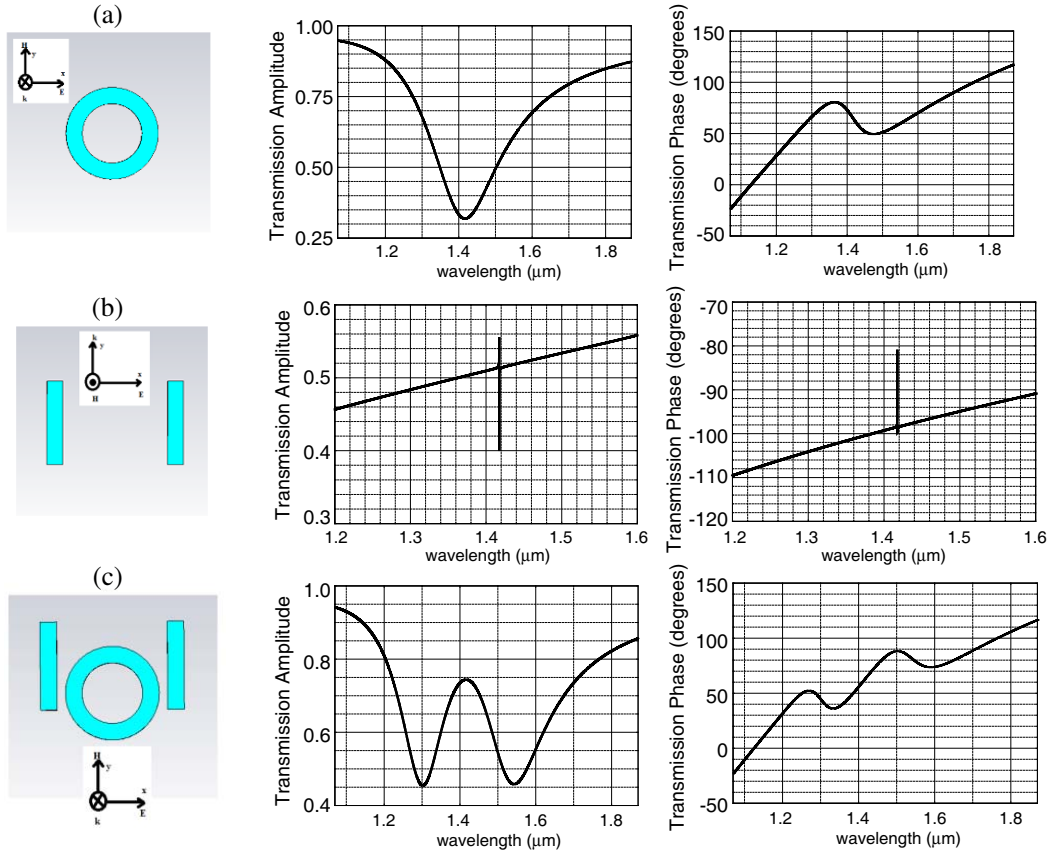 (a)
H
y
x
k
E
Transmission Amplitude
1.00
0.75
0.50
0.25
1.2 1.4 1.6 1.8
wavelength (μm)
Transmission Phase (degrees)
150
100
50
0
-50
1.2 1.4 1.6 1.8
wavelength (μm)
(b)
k
y
x
H
E
Transmission Amplitude
0.6
0.5
0.4
0.3
1.2 1.3 1.4 1.5 1.6
wavelength (μm)
Transmission Phase (degrees)
-70
-80
-90
-100
-110
-120
1.2 1.3 1.4 1.5 1.6
wavelength (μm)
(c)
H
y
x
k
E
Transmission Amplitude
1.0
0.8
0.6
0.4
1.2 1.4 1.6 1.8
wavelength (μm)
Transmission Phase (degrees)
150
100
50
0
-50
1.2 1.4 1.6 1.8
wavelength (μm)